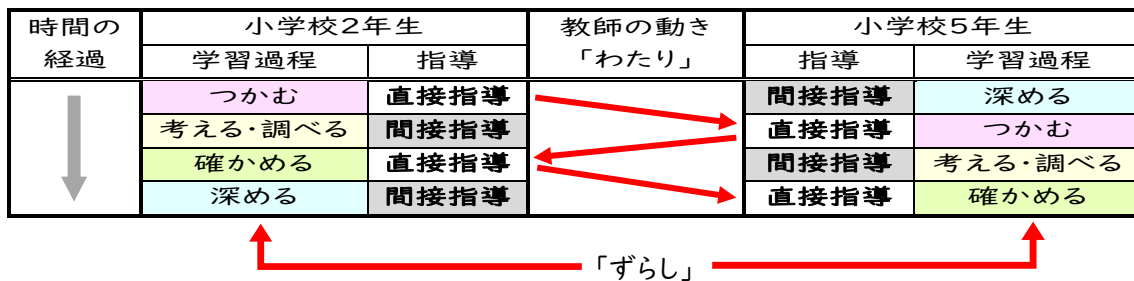 時間の 小学校2年生 教師の動き 小学校5年生
経過 学習過程 指導 「わたり」 指導 学習過程
つかむ 直接指導 間接指導 深める
考える・調べる 間接指導 直接指導 つかむ
確かめる 直接指導 間接指導 考える・調べる
深める 間接指導 直接指導 確かめる
「ずらし」